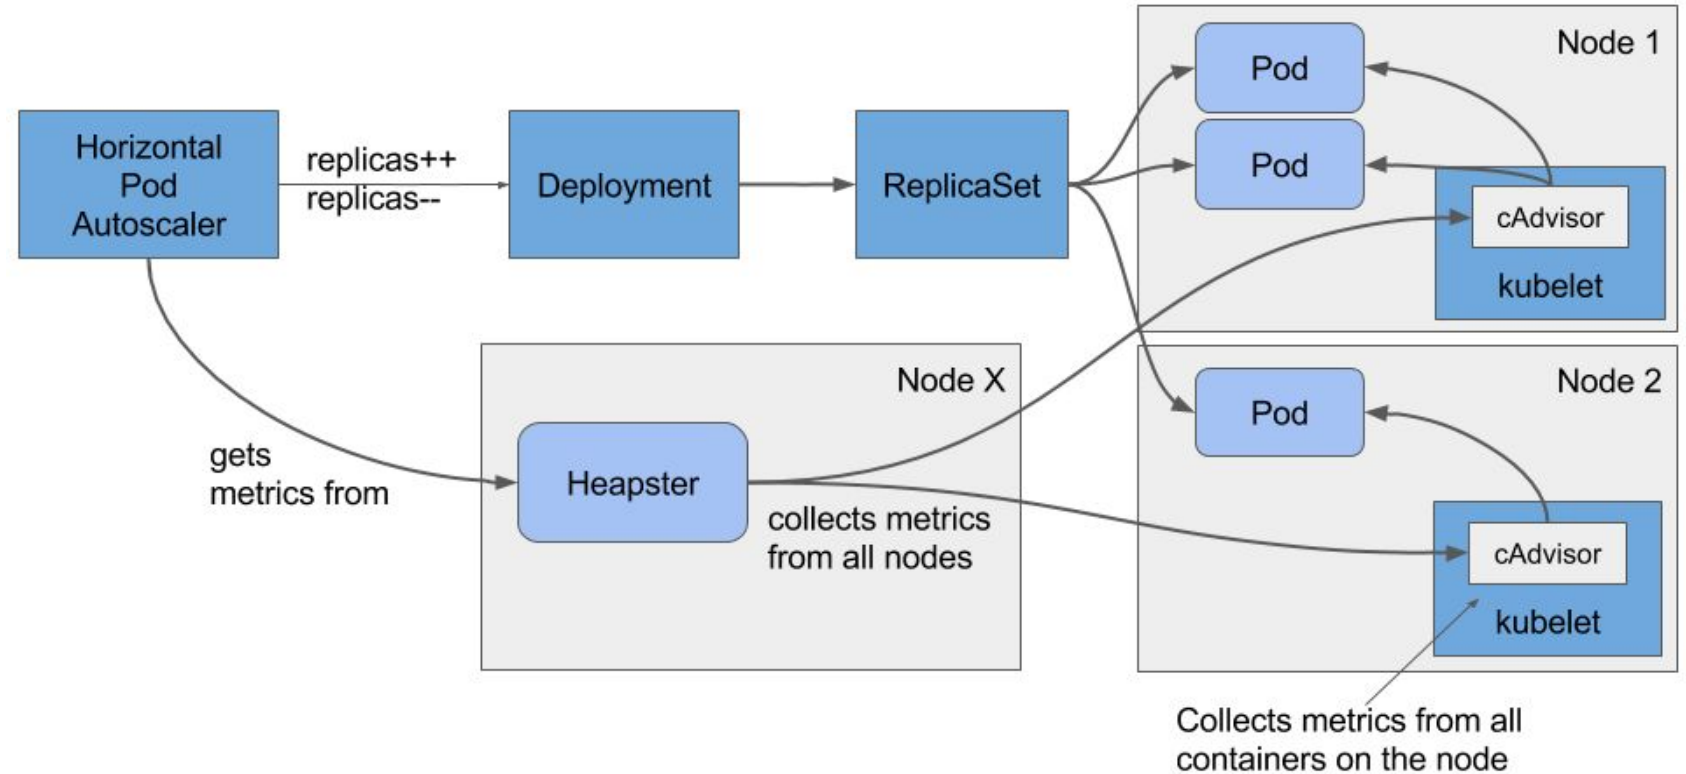 Horizontal
Pod
Autoscaler
replicas++
replicas--
Deployment
ReplicaSet
Node 1
Pod
Pod
cAdvisor
kubelet
gets
metrics from
Node X
Heapster
collects metrics
from all nodes
Node 2
Pod
cAdvisor
kubelet
Collects metrics from all
containers on the node